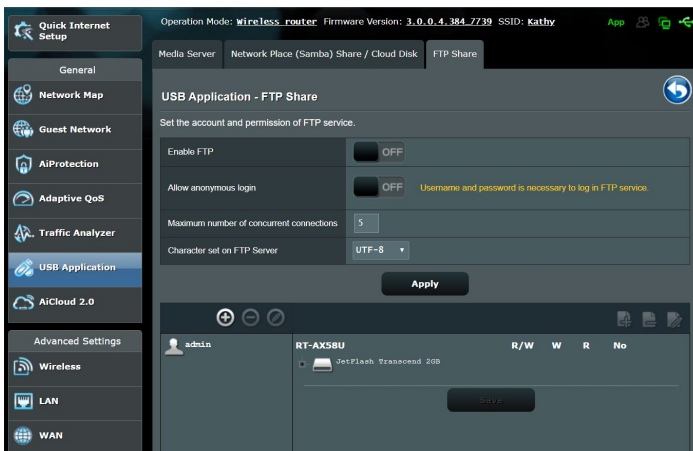 Quick Internet
Setup
Operation Mode: Wireless router Firmware Version: 3.0.0.4.384_7739 SSID: Kathy
App
Media Server
Network Place (Samba) Share / Cloud Disk
FTP Share
General
Network Map
Guest Network
AiProtection
Adaptive QoS
Traffic Analyzer
USB Application
AiCloud 2.0
Advanced Settings
Wireless
LAN
WAN
USB Application - FTP Share
Set the account and permission of FTP service.
Enable FTP
OFF
Allow anonymous login
OFF
Username and password is necessary to log in FTP service.
Maximum number of concurrent connections
5
Character set on FTP Server
UTF-8
Apply
admin
RT-AX58U
R/W W R No
JetFlash Transcend 2GB
Save